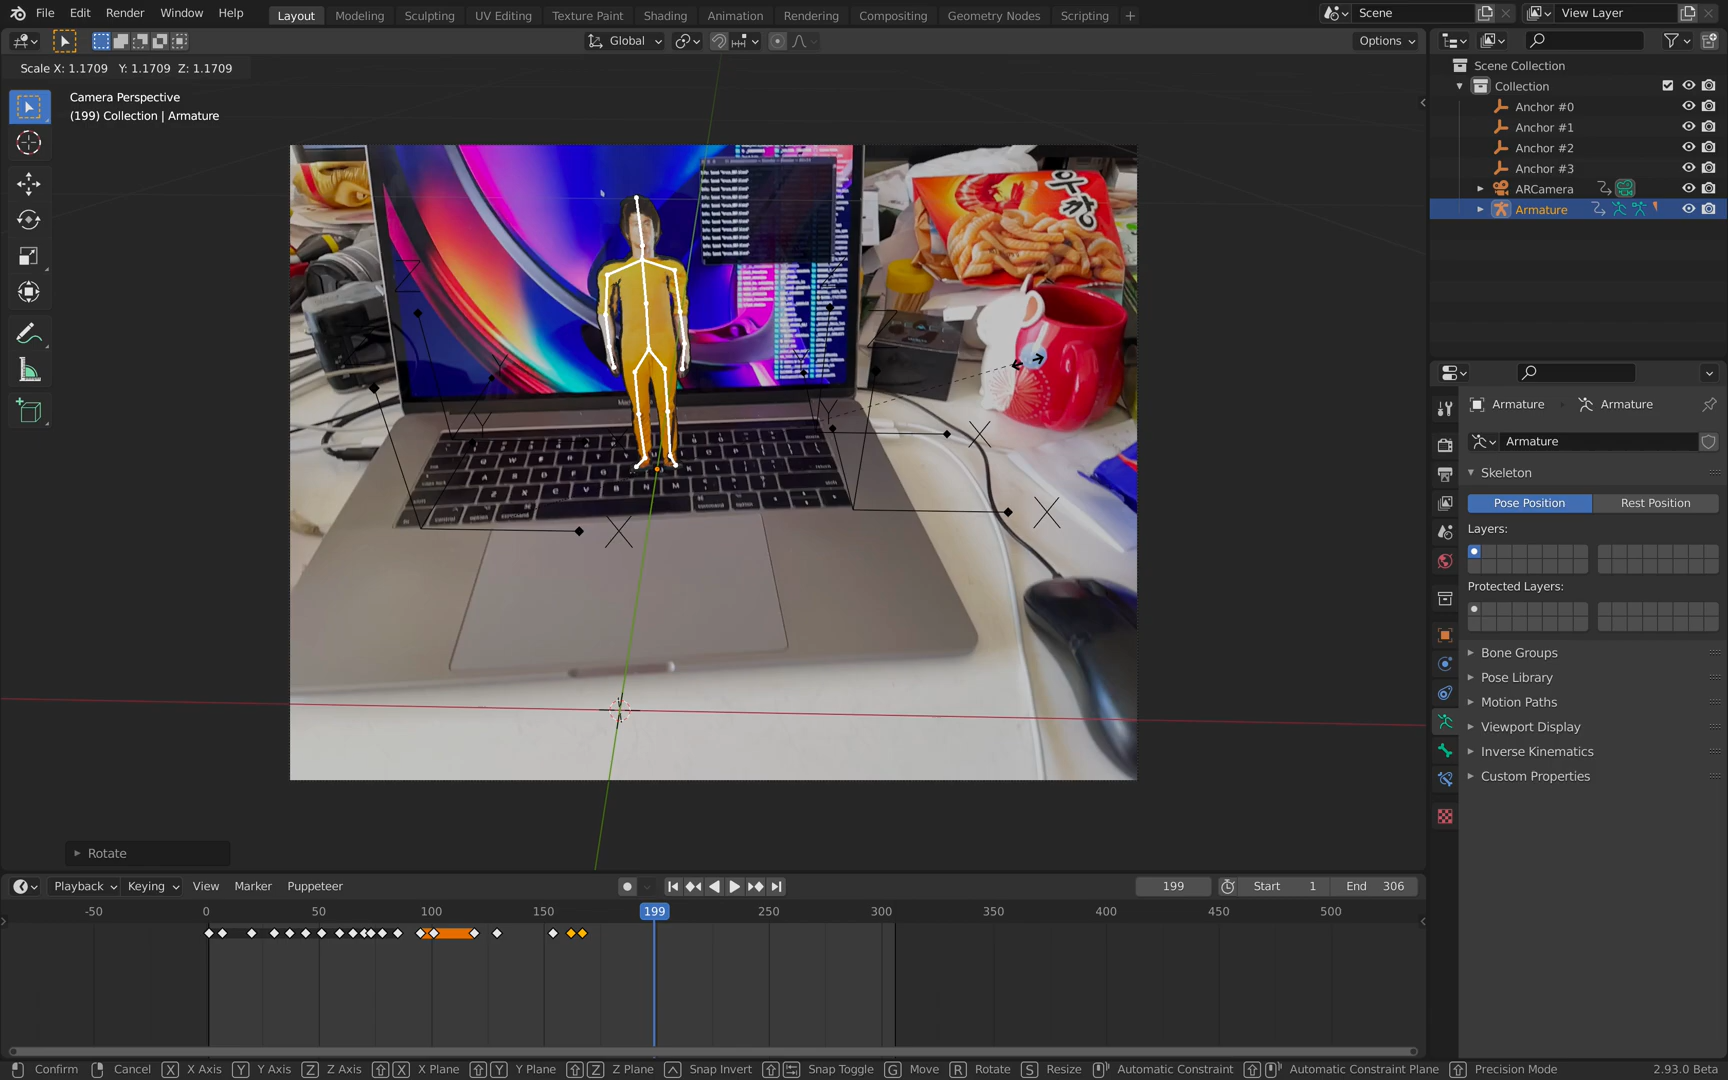 File Edit Render Window Help
Layout Modeling Sculpting UV Editing Texture Paint Shading Animation Rendering Compositing Geometry Nodes Scripting +
Scene
View Layer
Global
Options
Scale X: 1.1709 Y: 1.1709 Z: 1.1709
Camera Perspective
(199) Collection | Armature
Scene Collection
Collection
Anchor #0
Anchor #1
Anchor #2
Anchor #3
ARCamera
Armature
Z
Y
Y
X
Y
X
X
Armature Armature
Armature
Skeleton
Pose Position Rest Position
Layers:
Protected Layers:
Bone Groups
Pose Library
Motion Paths
Viewport Display
Inverse Kinematics
Custom Properties
Rotate
Playback Keying View Marker Puppeteer
199 Start 1 End 306
-50 0 50 100 150 199 250 300 350 400 450 500
Confirm Cancel X X Axis Y Y Axis Z Z Axis X X Plane Y Y Plane Z Z Plane Snap Invert Snap Toggle G Move R Rotate S Resize Automatic Constraint Automatic Constraint Plane Precision Mode 2.93.0 Beta